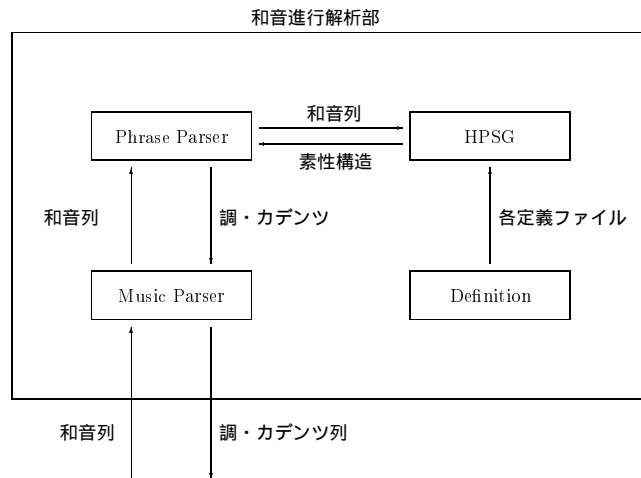 和音進行解析部
和音列
Phrase Parser
HPSG
素性構造
和音列
調・カデンツ
各定義ファイル
Music Parser
Definition
和音列
調・カデンツ列